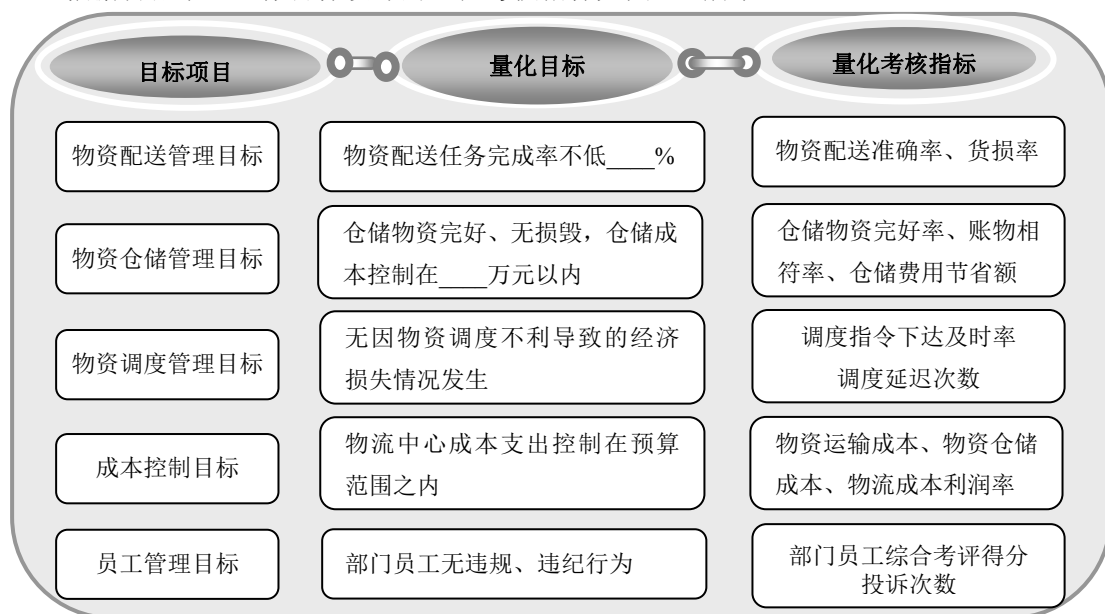 目标项目
量化目标
量化考核指标
物资配送管理目标
物资配送任务完成率不低____%
物资配送准确率、货损率
物资仓储管理目标
仓储物资完好、无损毁，仓储成
本控制在____万元以内
仓储物资完好率、账物相
符率、仓储费用节省额
物资调度管理目标
无因物资调度不利导致的经济
损失情况发生
调度指令下达及时率
调度延迟次数
成本控制目标
物流中心成本支出控制在预算
范围之内
物资运输成本、物资仓储
成本、物流成本利润率
员工管理目标
部门员工无违规、违纪行为
部门员工综合考评得分
投诉次数